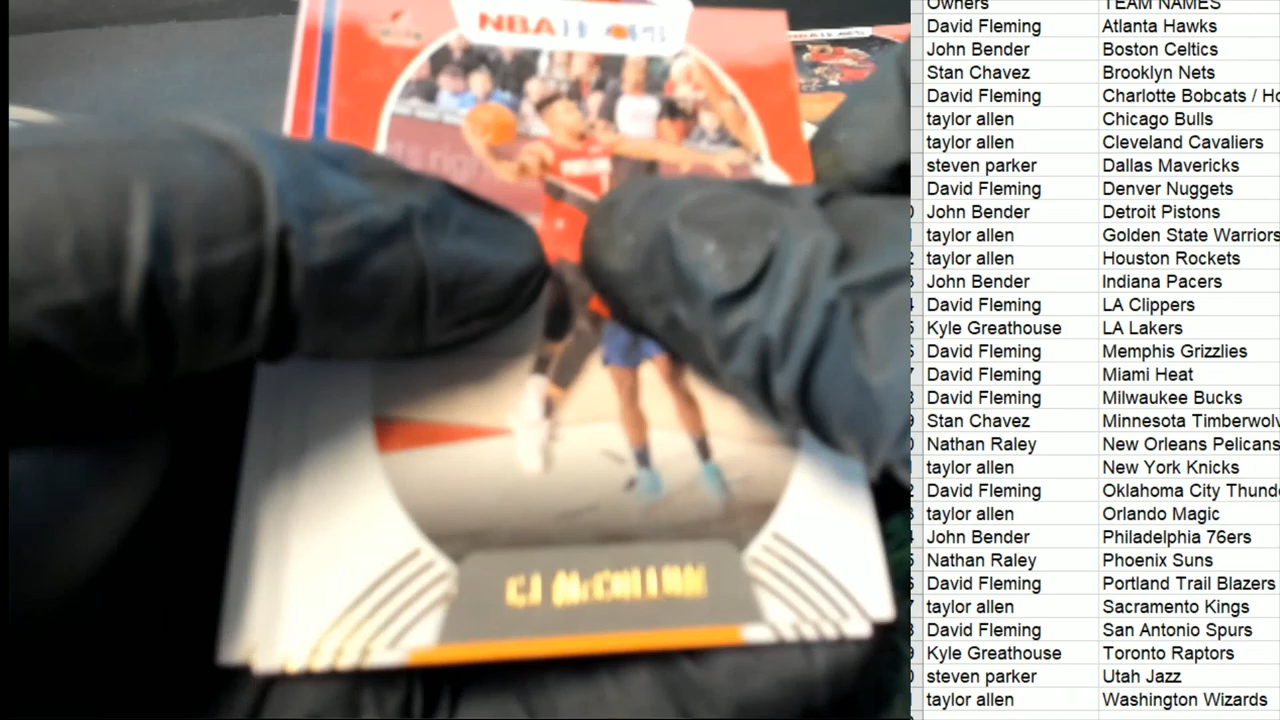 NBA HOOPS
CJ McCOLLUM
Owners TEAM NAMES
David Fleming Atlanta Hawks
John Bender Boston Celtics
Stan Chavez Brooklyn Nets
David Fleming Charlotte Bobcats / Ho
taylor allen Chicago Bulls
taylor allen Cleveland Cavaliers
steven parker Dallas Mavericks
David Fleming Denver Nuggets
John Bender Detroit Pistons
taylor allen Golden State Warriors
taylor allen Houston Rockets
John Bender Indiana Pacers
David Fleming LA Clippers
Kyle Greathouse LA Lakers
David Fleming Memphis Grizzlies
David Fleming Miami Heat
David Fleming Milwaukee Bucks
Stan Chavez Minnesota Timberwolv
Nathan Raley New Orleans Pelicans
taylor allen New York Knicks
David Fleming Oklahoma City Thunde
taylor allen Orlando Magic
John Bender Philadelphia 76ers
Nathan Raley Phoenix Suns
David Fleming Portland Trail Blazers
taylor allen Sacramento Kings
David Fleming San Antonio Spurs
Kyle Greathouse Toronto Raptors
steven parker Utah Jazz
taylor allen Washington Wizards